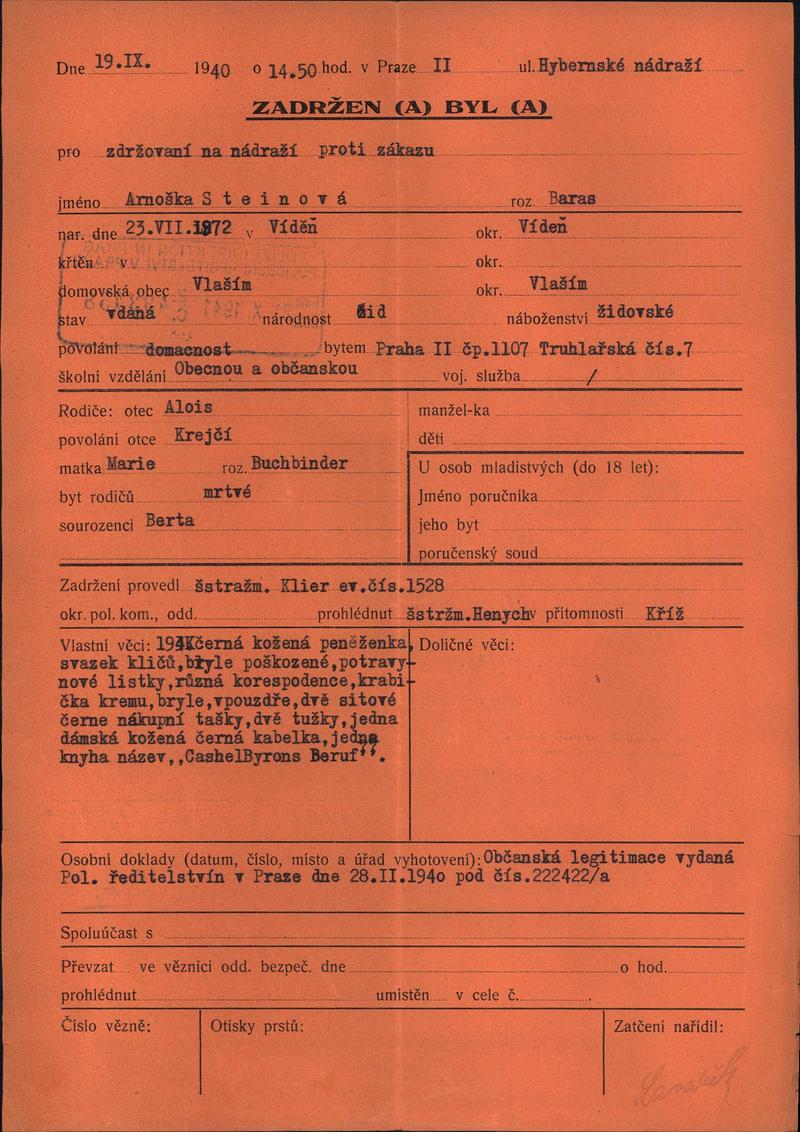 Dne 19.IX. 1940 o 14.50 hod. v Praze II ul. Hybernské nádraží
ZADRŽEN (A) BYL (A)
pro zdržovaní na nádraží proti zákazu
jméno Arnoška Steinová roz. Baras
nar. dne 23.VII.1872 v Víděň okr. Vídeň
křtěn v okr.
domovská obec Vlaším okr. Vlaším
stav vdaná národnost žid náboženství židovské
povolání domacnost bytem Praha II čp.1107 Truhlařská čís.7
školní vzdělání Obecnou a občanskou voj. služba /
Rodiče: otec Alois manžel-ka
povolání otce Krejčí děti
matka Marie roz. Buchbinder U osob mladistvých (do 18 let):
byt rodičů mrtvé Jméno poručníka
sourozenci Berta jeho byt
poručenský soud
Zadržení provedl šstražm. Klier ev.čís.1528
okr. pol. kom., odd. prohlédnut šstržm.Henych v přítomnosti Kříž
Vlastní věci: 194Kčerná kožená peněženka, Doličné věci:
svazek klíčů,bryle poškozené,potravy-
nové listky,různá korespodence,krabi-
čka kremu,bryle,vpouzdře,dvě sitové
černe nákupní tašky,dvě tužky,jedna
dámská kožená černá kabelka,jedna
knyha název,,CashelByrons Beruf''.
Osobní doklady (datum, číslo, místo a úřad vyhotovení): Občanská legitimace vydaná
Pol. ředitelstvín v Praze dne 28.II.194o pod čís.222422/a
Spoluúčast s
Převzat ve věznici odd. bezpeč. dne o hod.
prohlédnut umístěn v cele č.
Číslo vězně: Otisky prstů: Zatčení nařídil: